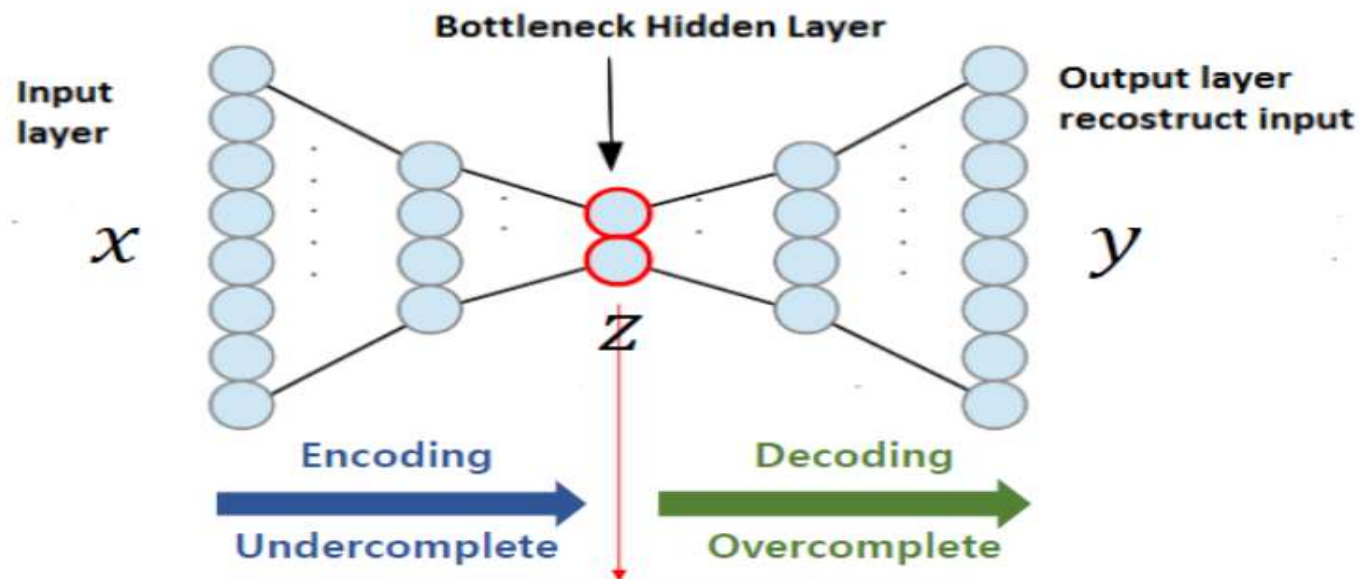 Bottleneck Hidden Layer
Input
layer
Output layer
recostruct input
x
z
y
Encoding
Decoding
Undercomplete
Overcomplete